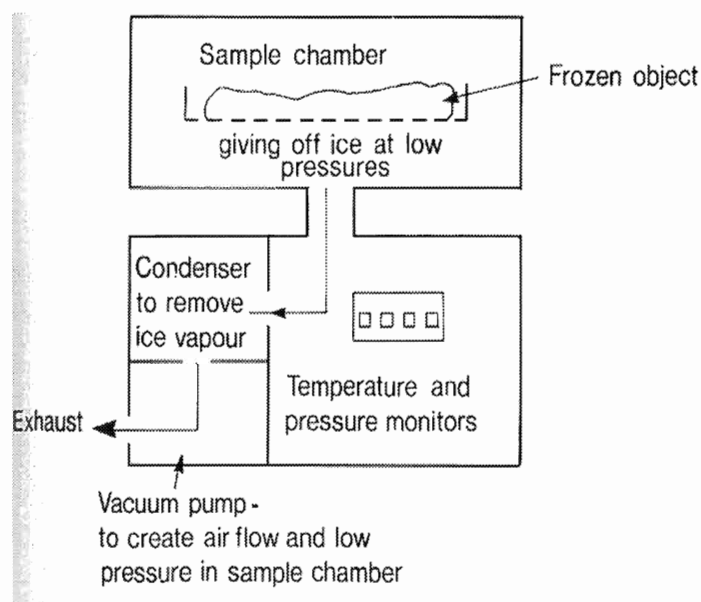 Sample chamber
Frozen object
giving off ice at low
pressures
Condenser
to remove
ice vapour
Temperature and
pressure monitors
Exhaust
Vacuum pump -
to create air flow and low
pressure in sample chamber